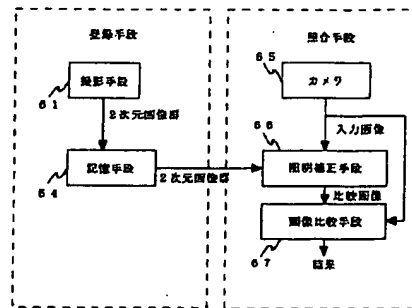 登録手段
照合手段
撮影手段
61
2次元画像群
記憶手段
64
2次元画像群
65
カメラ
入力画像
66
照明補正手段
比較画像
画像比較手段
67
結果